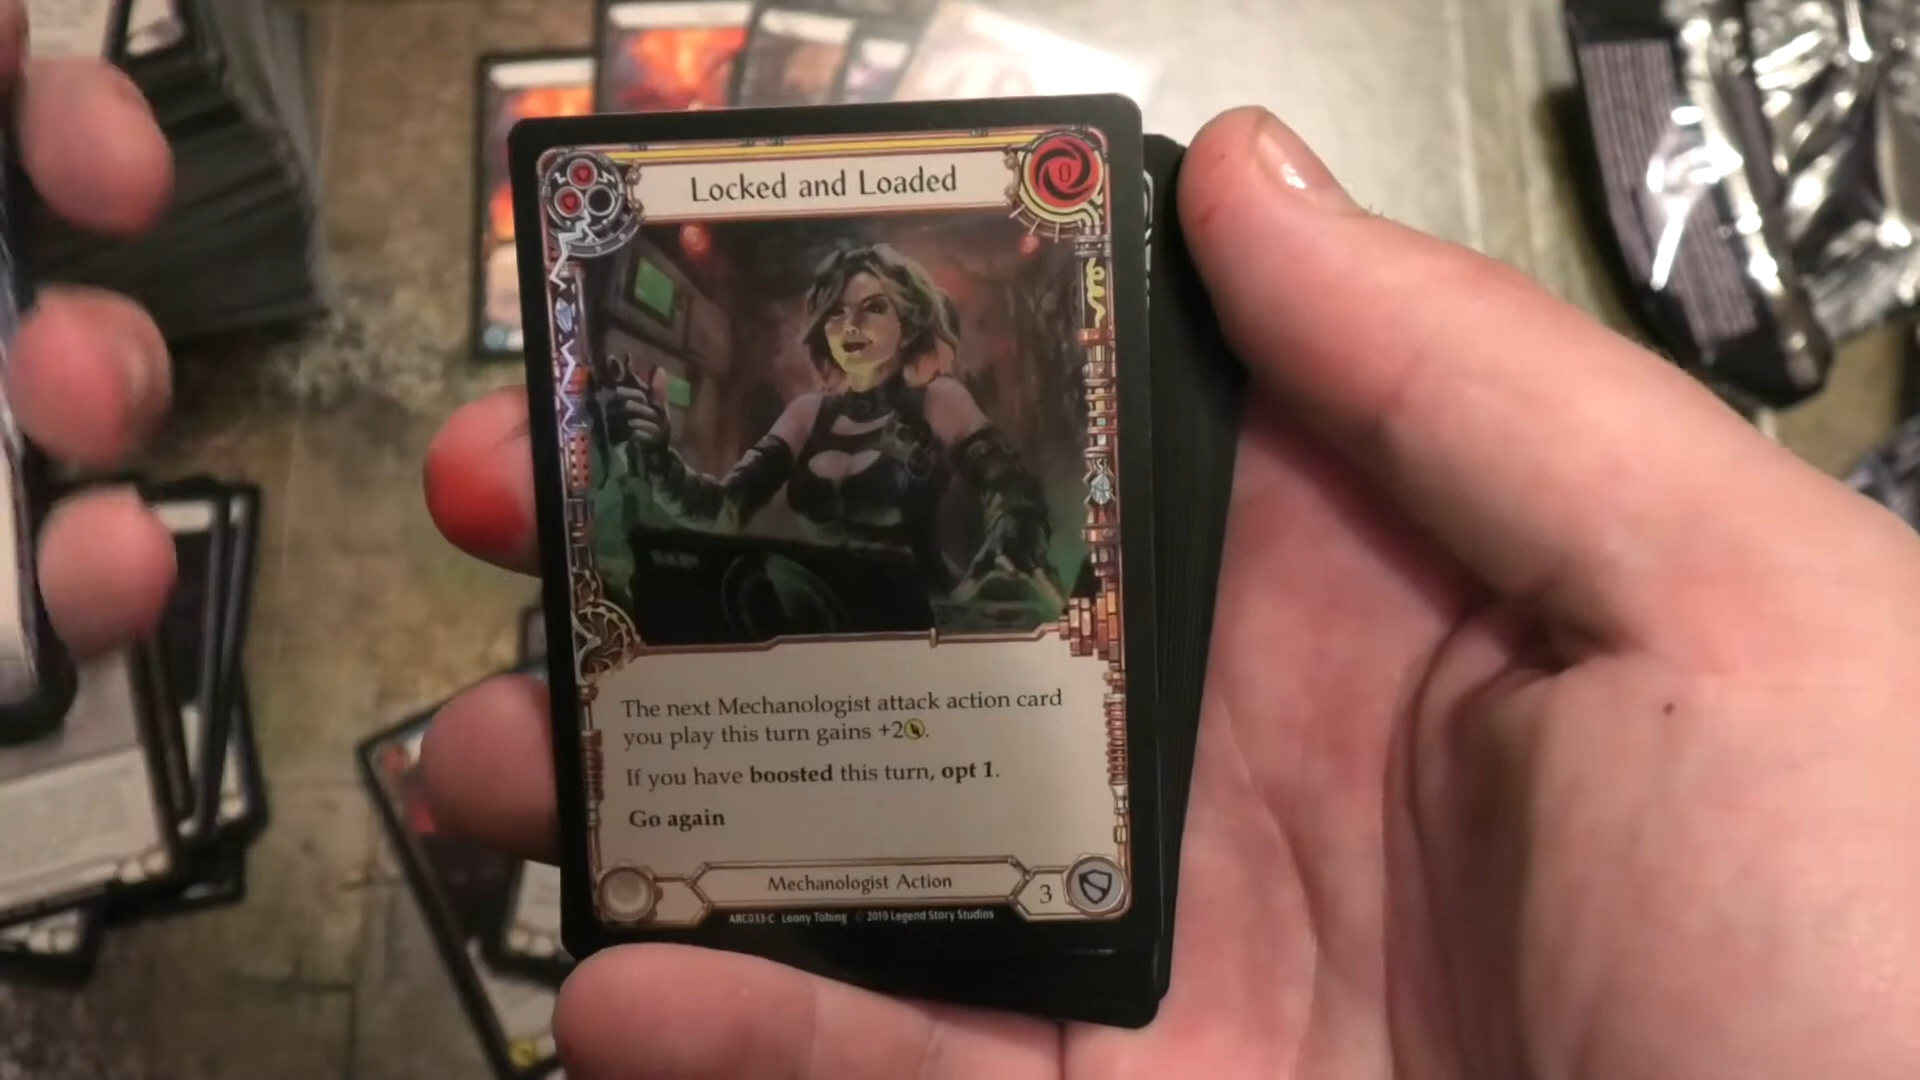 Locked and Loaded
0
The next Mechanologist attack action card
you play this turn gains +2
If you have boosted this turn, opt 1.
Go again
Mechanologist Action
3
ARC033-C Leony Tabing © 2019 Legend Story Studios